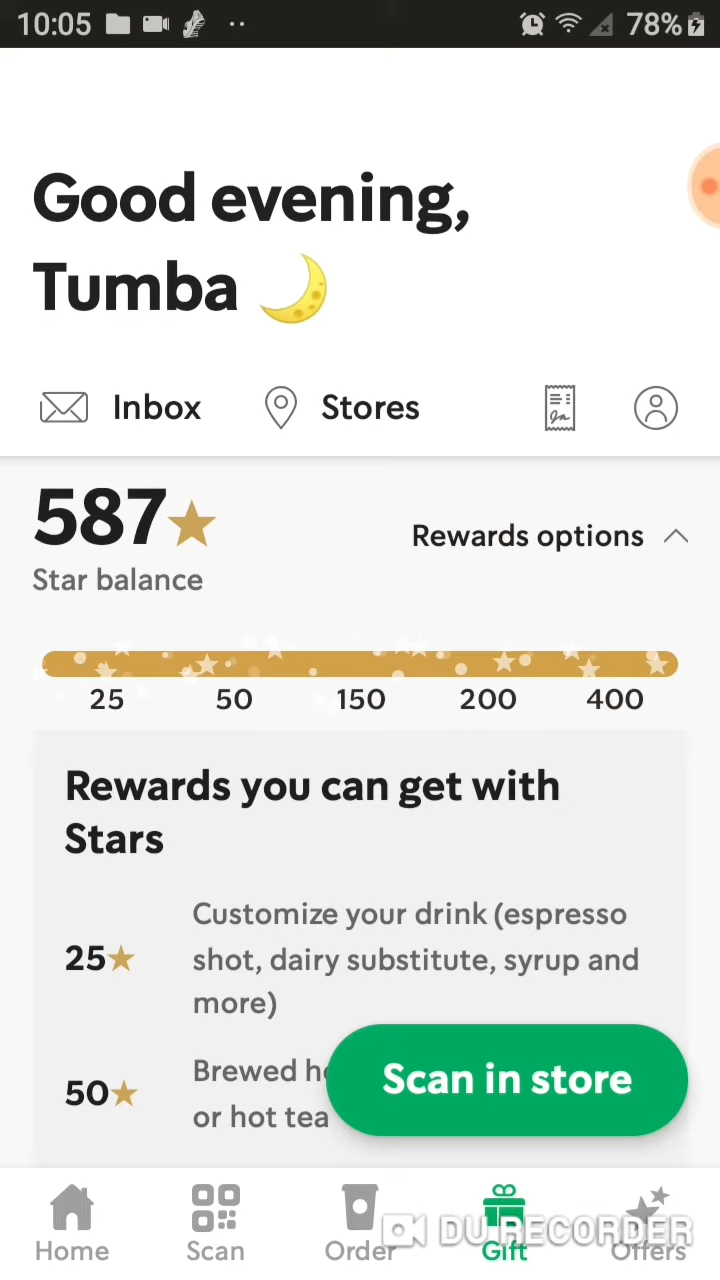 10:05
78%
Good evening,
Tumba
Inbox
Stores
587
Rewards options
Star balance
25 50 150 200 400
Rewards you can get with
Stars
Customize your drink (espresso
25 shot, dairy substitute, syrup and
more)
Brewed h
50
or hot tea
Scan in store
DU RECORDER
Home Scan Order Gift Offers